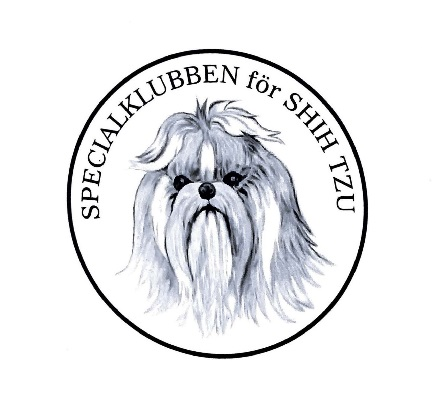 SPECIALKLUBBEN för SHIH TZU